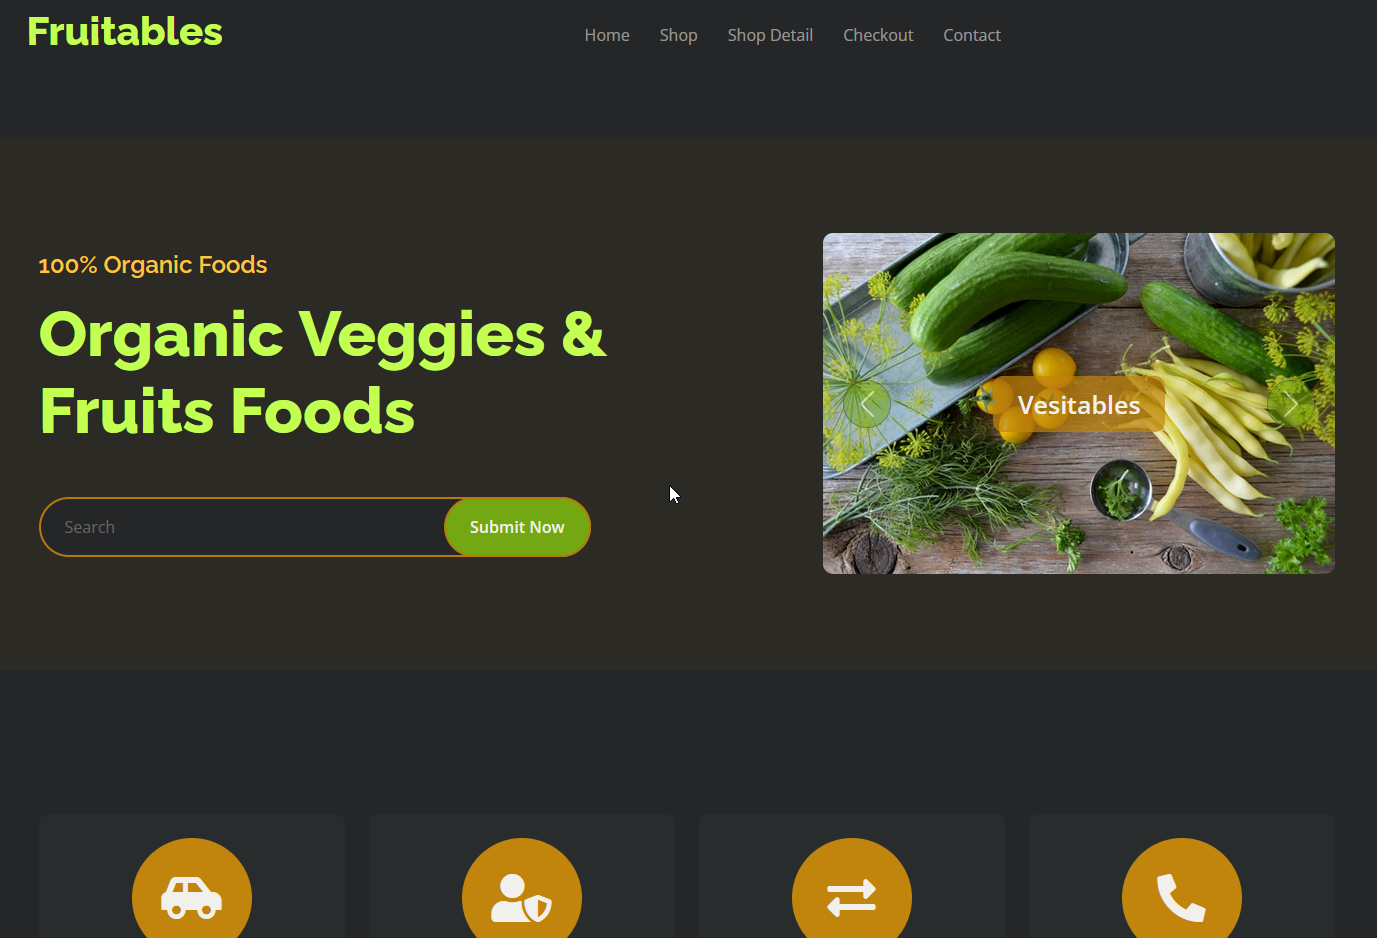 Fruitables
Home Shop Shop Detail Checkout Contact
100% Organic Foods
Organic Veggies &
Fruits Foods
Search Submit Now
Vesitables